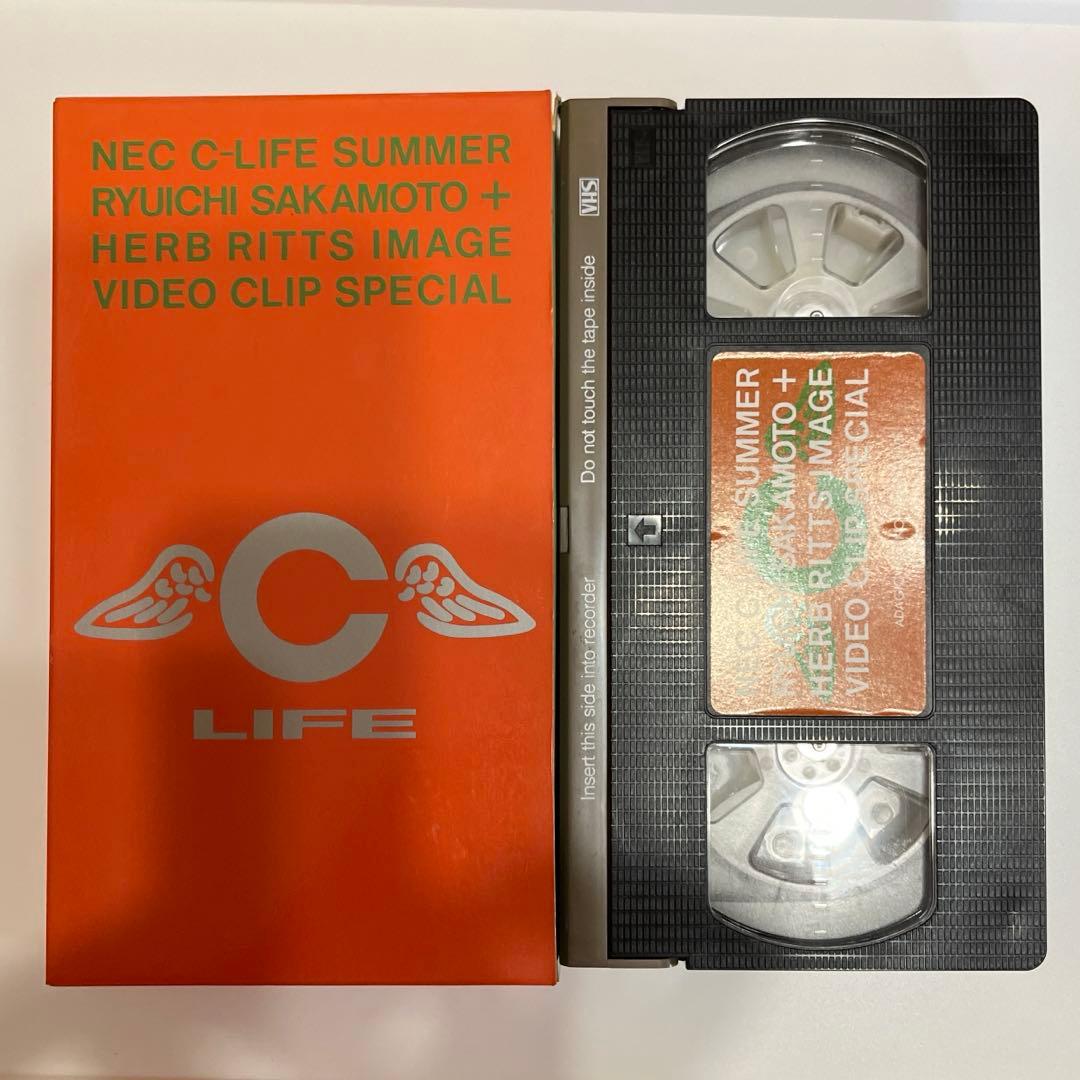 NEC C-LIFE SUMMER
RYUICHI SAKAMOTO +
HERB RITTS IMAGE
VIDEO CLIP SPECIAL
C
LIFE
VHS
Do not touch the tape inside
Insert this side into recorder
NEC C-LIFE SUMMER
RYUICHI SAKAMOTO +
HERB RITTS IMAGE
VIDEO CLIP SPECIAL